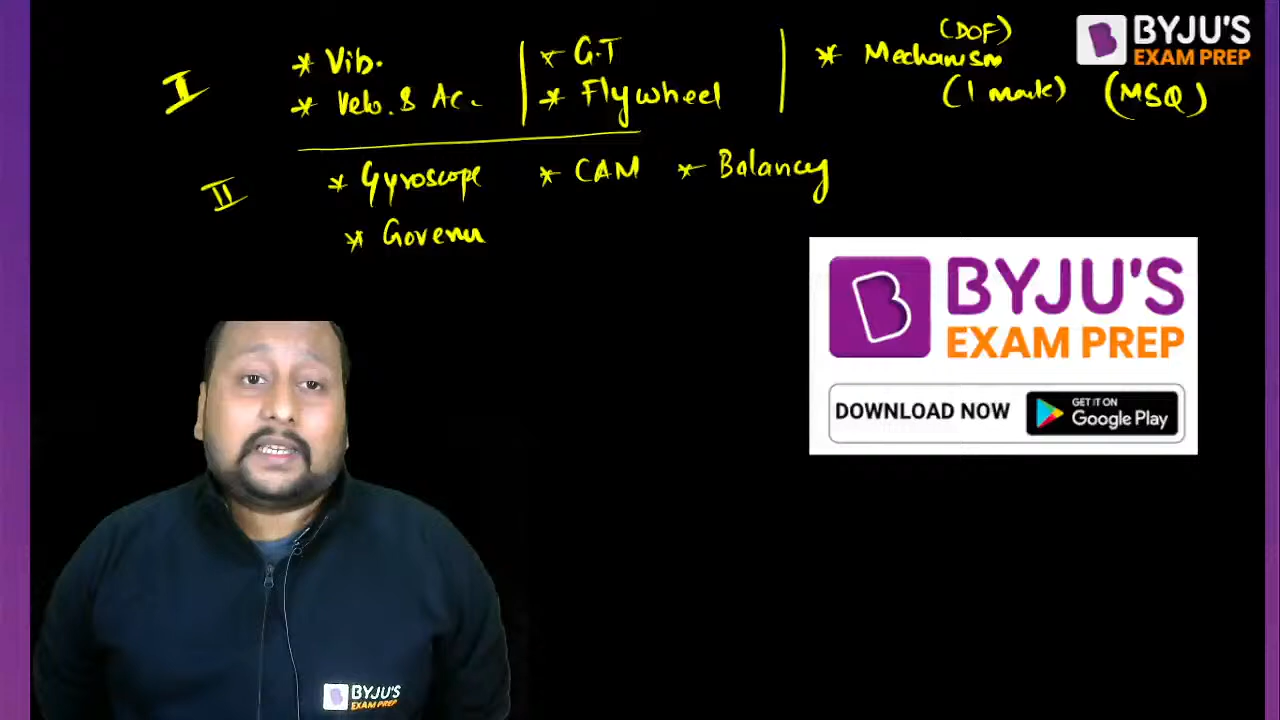 I * Vib. * G.T * Mechanism (DOF)
* Velo. & Ac. * Flywheel (1 mark) (MSQ)
II * Gyroscope * CAM * Balancy
* Govern
BYJU'S
EXAM PREP
BYJU'S
EXAM PREP
DOWNLOAD NOW
GET IT ON
Google Play
BYJU'S
EXAM PREP